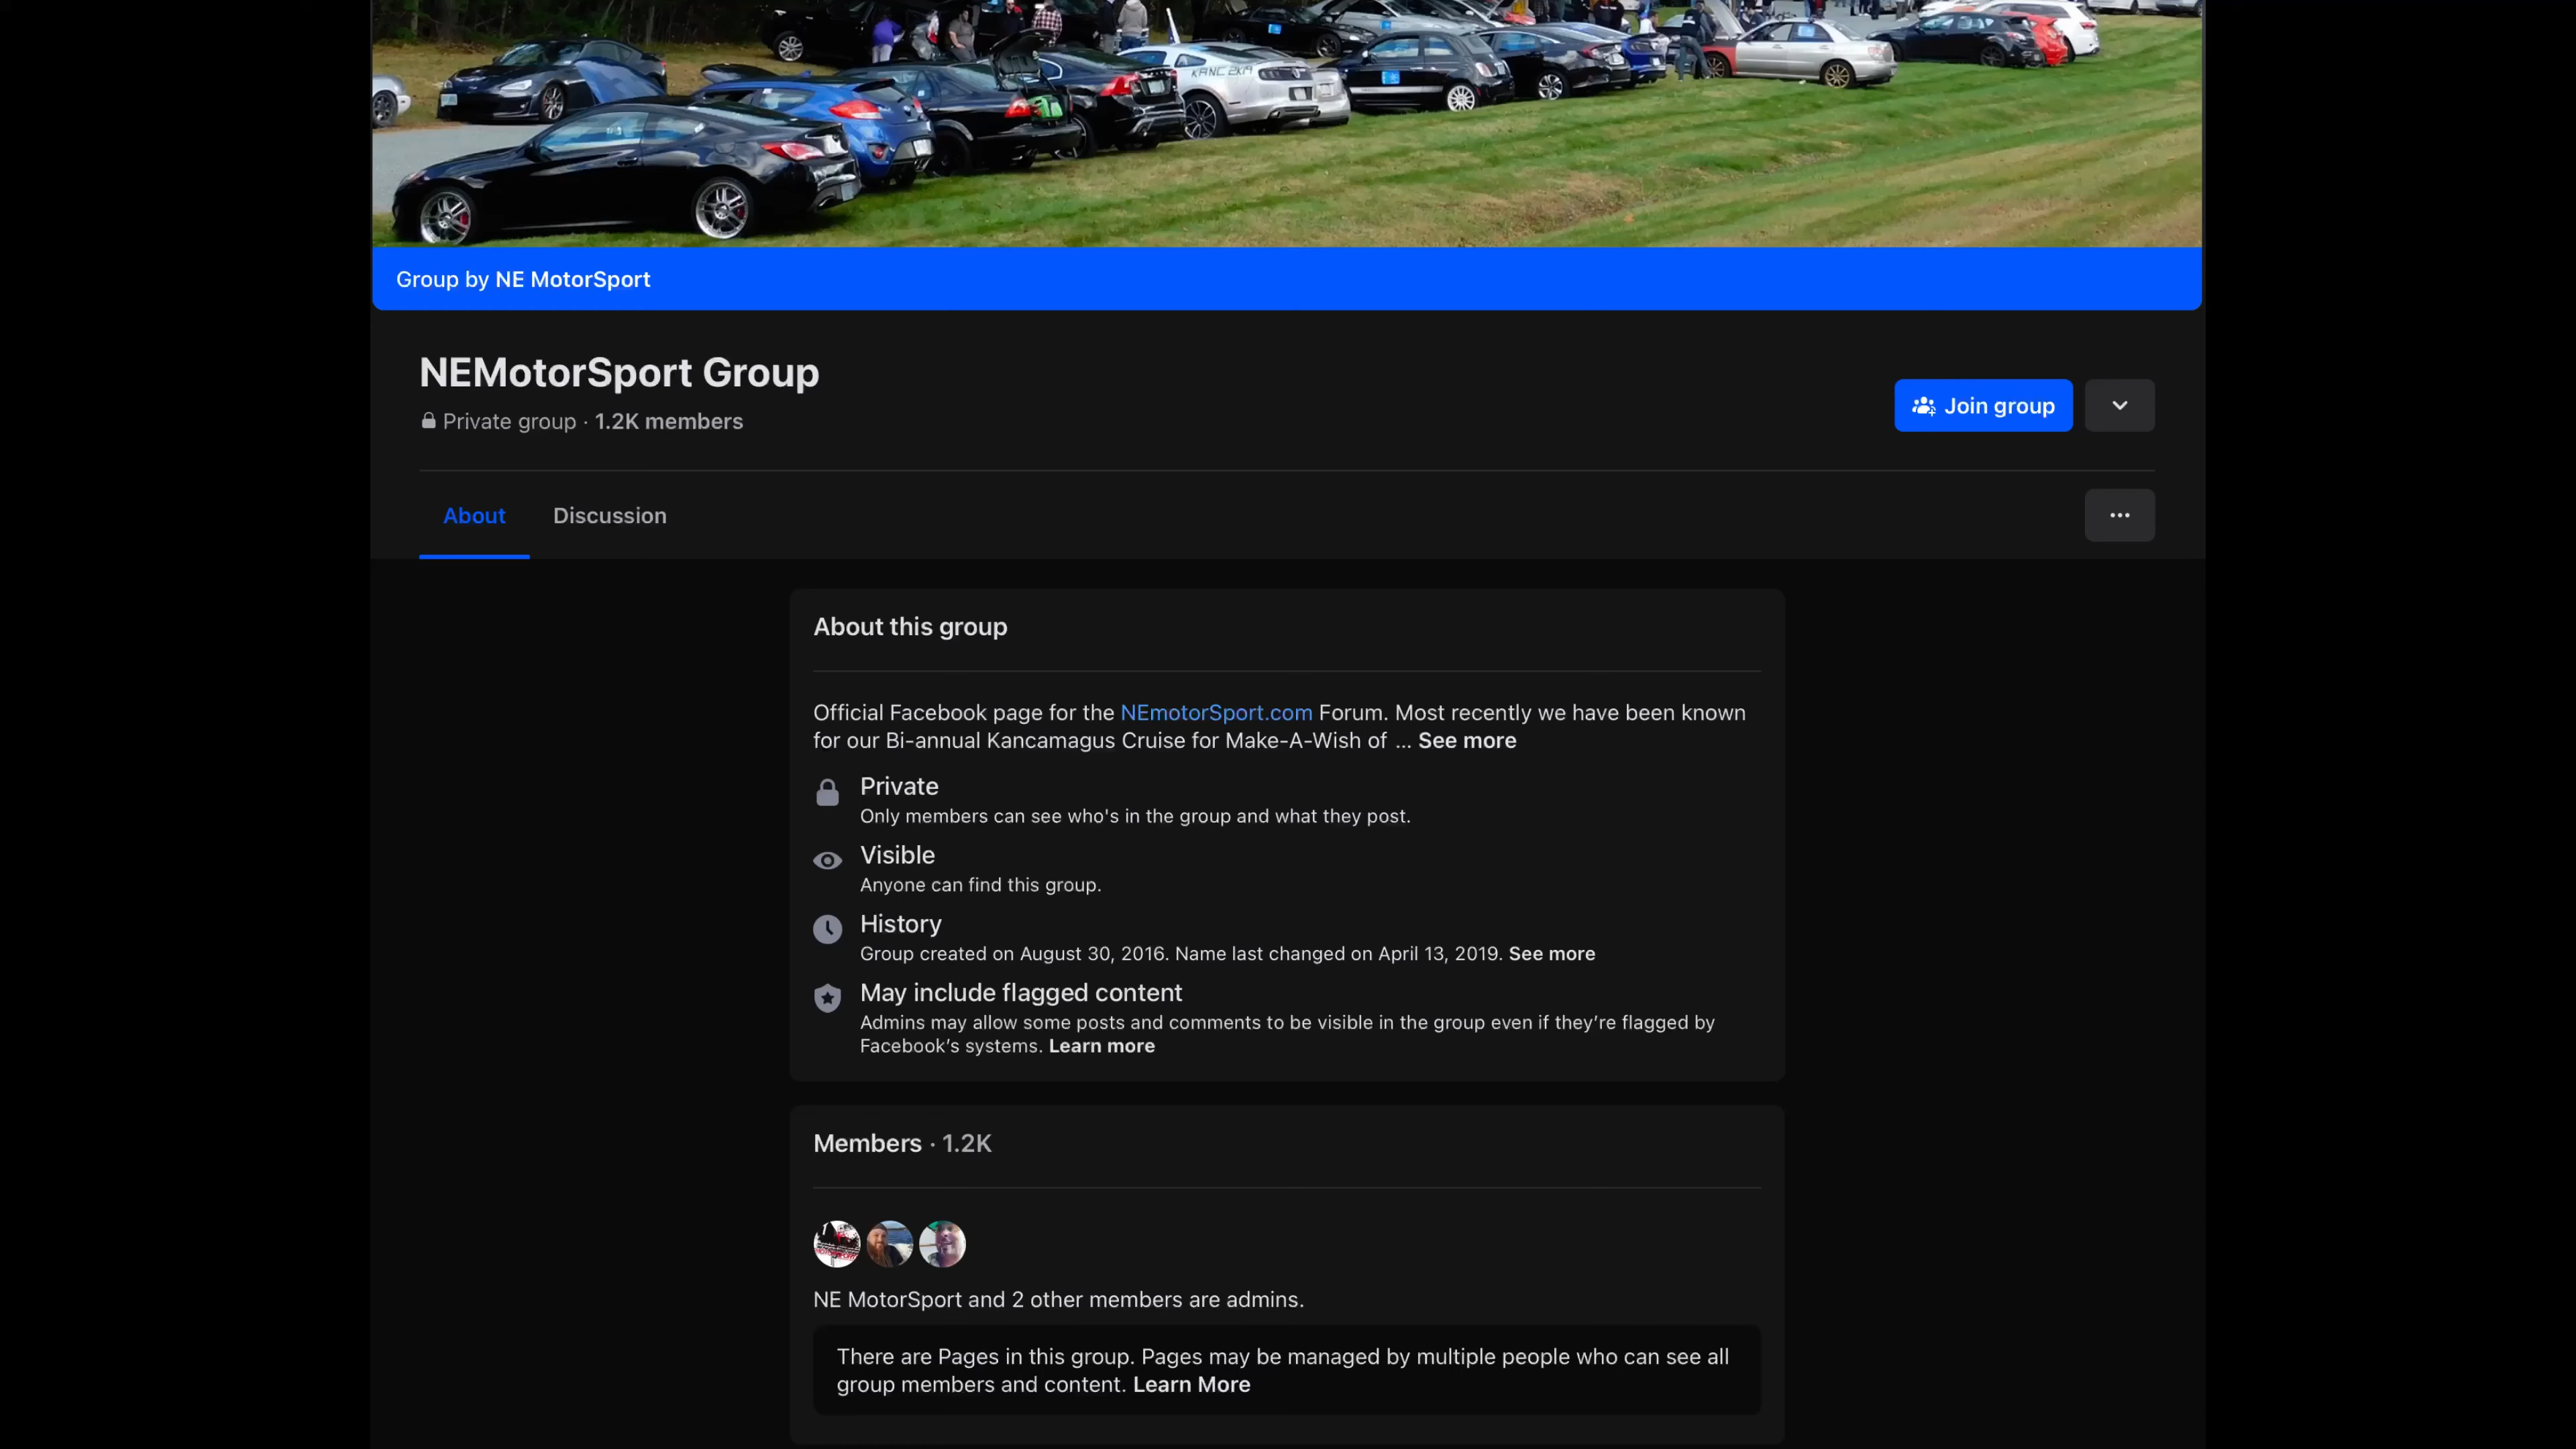 KANC 2K19
Group by NE MotorSport
NEMotorSport Group
Private group · 1.2K members
Join group
About
Discussion
About this group
Official Facebook page for the NEmotorSport.com Forum. Most recently we have been known
for our Bi-annual Kancamagus Cruise for Make-A-Wish of ... See more
Private
Only members can see who's in the group and what they post.
Visible
Anyone can find this group.
History
Group created on August 30, 2016. Name last changed on April 13, 2019. See more
May include flagged content
Admins may allow some posts and comments to be visible in the group even if they’re flagged by
Facebook’s systems. Learn more
Members · 1.2K
NE MotorSport and 2 other members are admins.
There are Pages in this group. Pages may be managed by multiple people who can see all
group members and content. Learn More